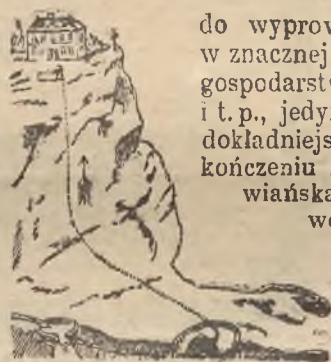 do wyprow
w znacznej
gospodarst
i t. p., jedy
dokładniejs
kończeniu
wiańska
we